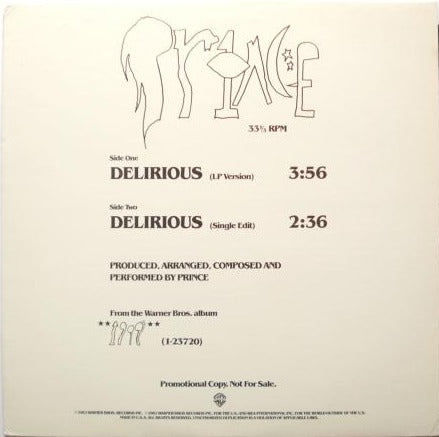 PRINCE
33⅓ RPM
Side One
DELIRIOUS (LP Version) 3:56
Side Two
DELIRIOUS (Single Edit) 2:36
PRODUCED, ARRANGED, COMPOSED AND
PERFORMED BY PRINCE
From the Warner Bros. album
**1999**
(1-23720)
Promotional Copy. Not For Sale.